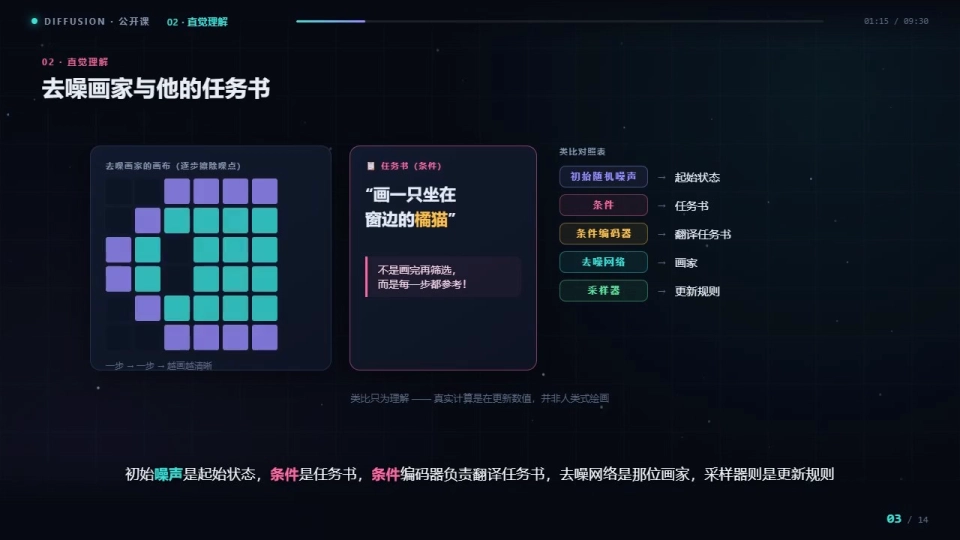 DIFFUSION · 公开课 02 · 直觉理解 01:15 / 09:30
02 · 直觉理解
去噪画家与他的任务书
去噪画家的画布（逐步擦除噪点）
一步 → 一步 → 越画越清晰
任务书（条件）
“画一只坐在
窗边的橘猫”
不是画完再筛选，
而是每一步都参考！
类比对照表
初始随机噪声 → 起始状态
条件 → 任务书
条件编码器 → 翻译任务书
去噪网络 → 画家
采样器 → 更新规则
类比只为理解 —— 真实计算是在更新数值，并非人类式绘画
初始噪声是起始状态，条件是任务书，条件编码器负责翻译任务书，去噪网络是那位画家，采样器则是更新规则
03 / 14